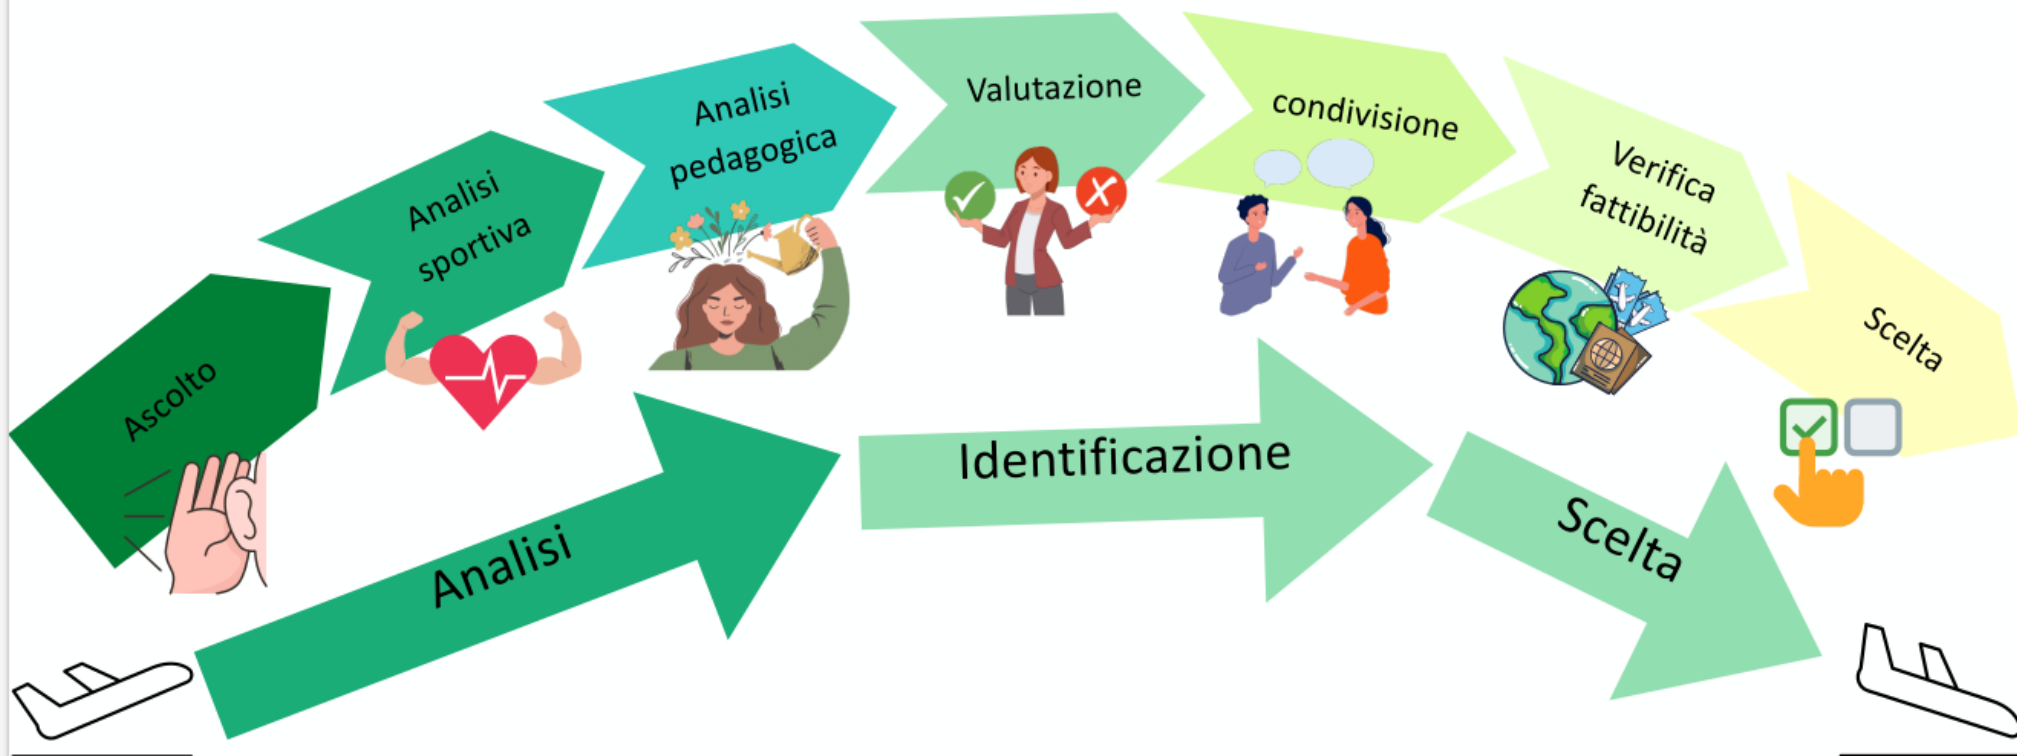 Ascolto
Analisi
sportiva
Analisi
pedagogica
Valutazione
condivisione
Verifica
fattibilità
Scelta
Analisi
Identificazione
Scelta